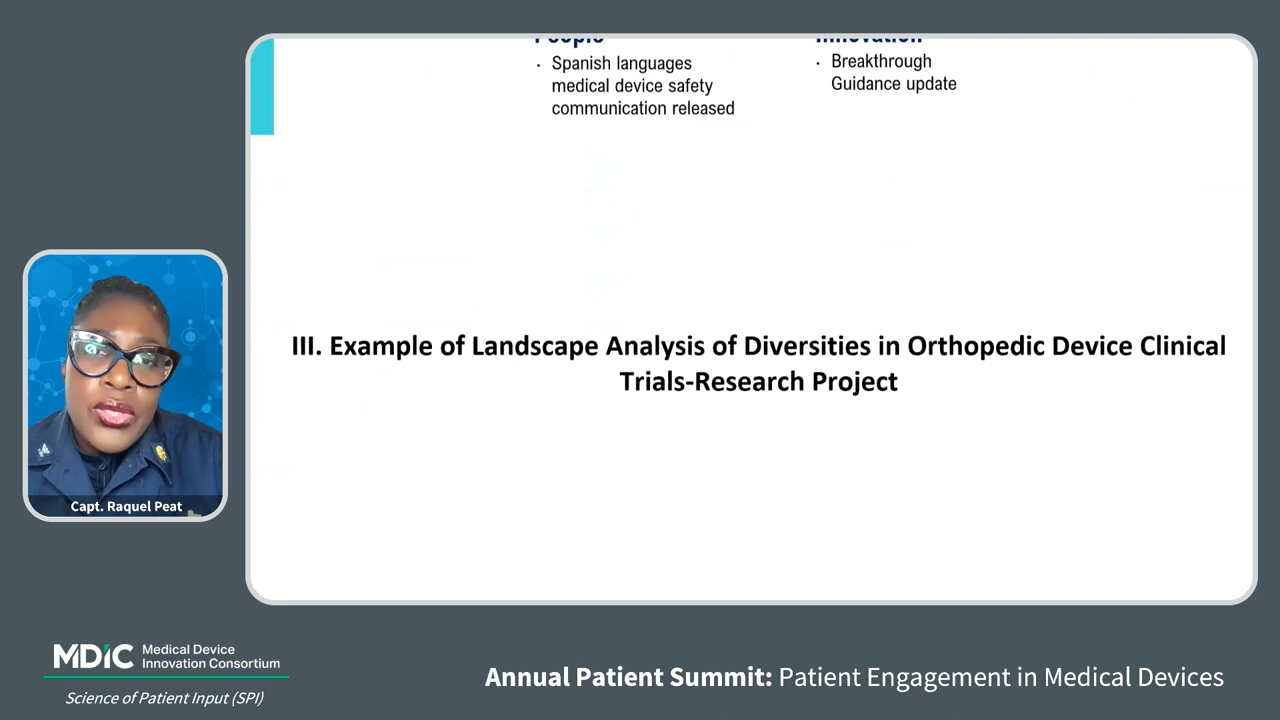 People
Innovation
· Spanish languages
medical device safety
communication released
· Breakthrough
Guidance update
III. Example of Landscape Analysis of Diversities in Orthopedic Device Clinical
Trials-Research Project
Capt. Raquel Peat
MDIC Medical Device
Innovation Consortium
Science of Patient Input (SPI)
Annual Patient Summit: Patient Engagement in Medical Devices